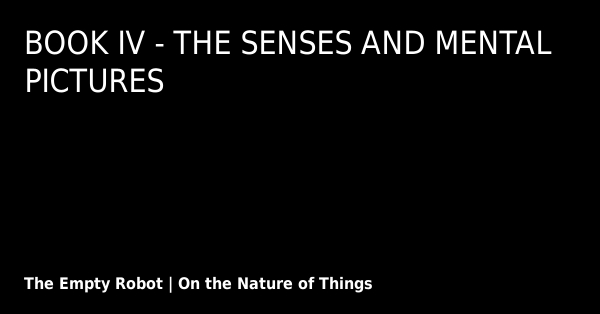 BOOK IV - THE SENSES AND MENTAL
PICTURES
The Empty Robot | On the Nature of Things